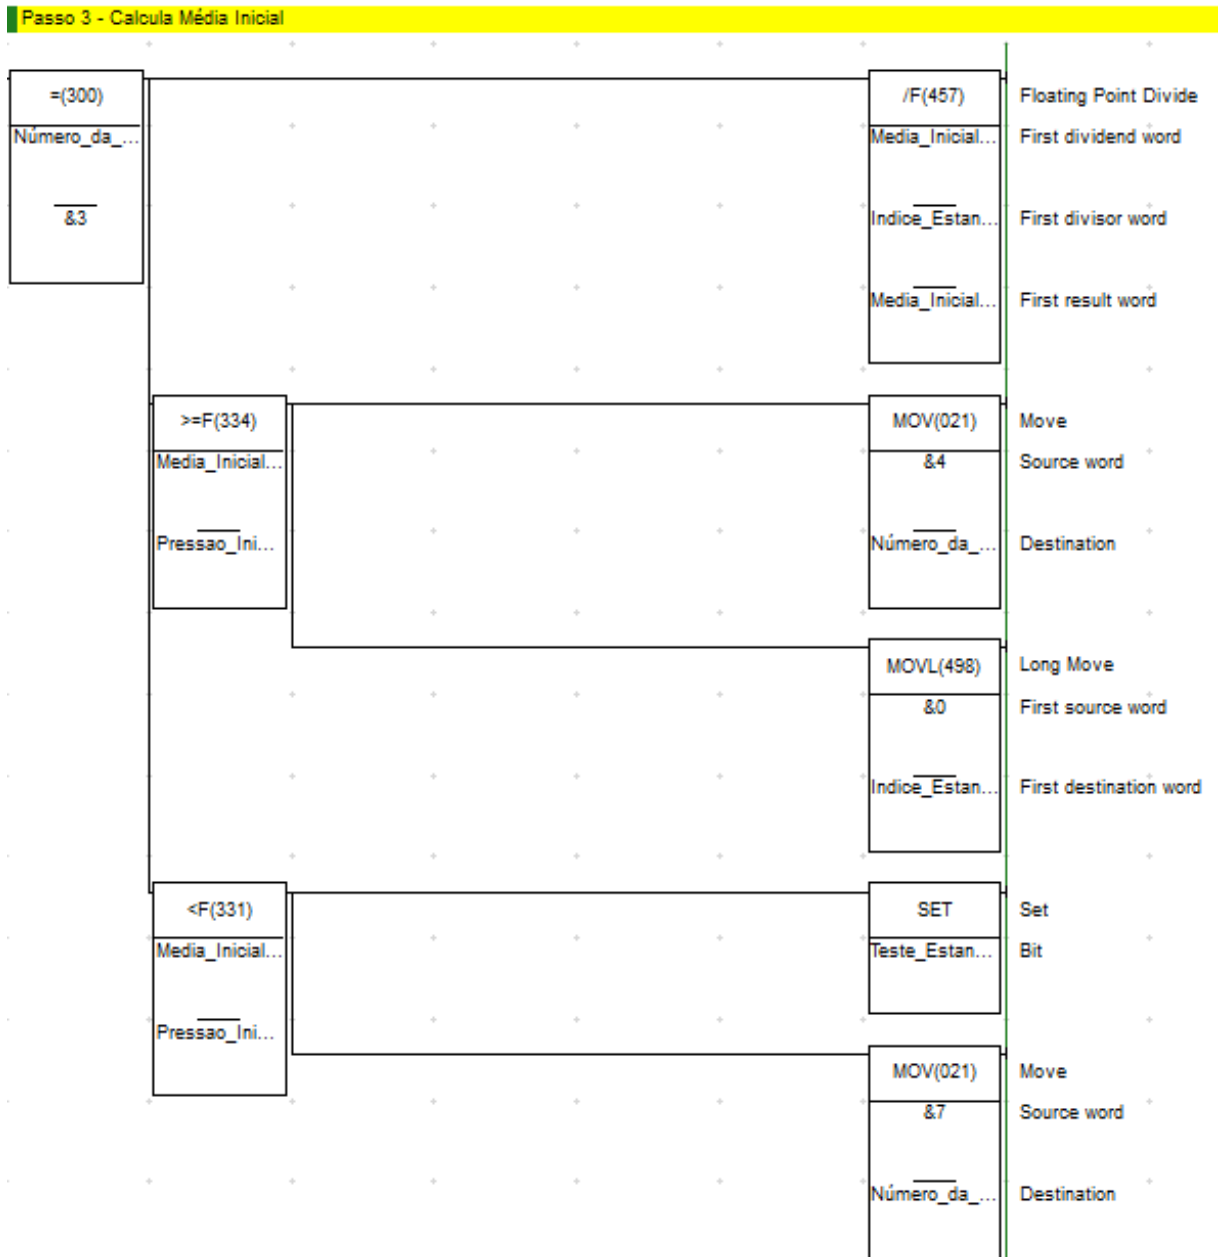 Passo 3 - Calcula Média Inicial
=(300)
Número_da_...
&3
/F(457)
Floating Point Divide
Media_Inicial...
First dividend word
Indice_Estan...
First divisor word
Media_Inicial...
First result word
>=F(334)
Media_Inicial...
Pressao_Ini...
MOV(021)
Move
&4
Source word
Número_da_...
Destination
MOVL(498)
Long Move
&0
First source word
Indice_Estan...
First destination word
<F(331)
Media_Inicial...
Pressao_Ini...
SET
Set
Teste_Estan...
Bit
MOV(021)
Move
&7
Source word
Número_da_...
Destination